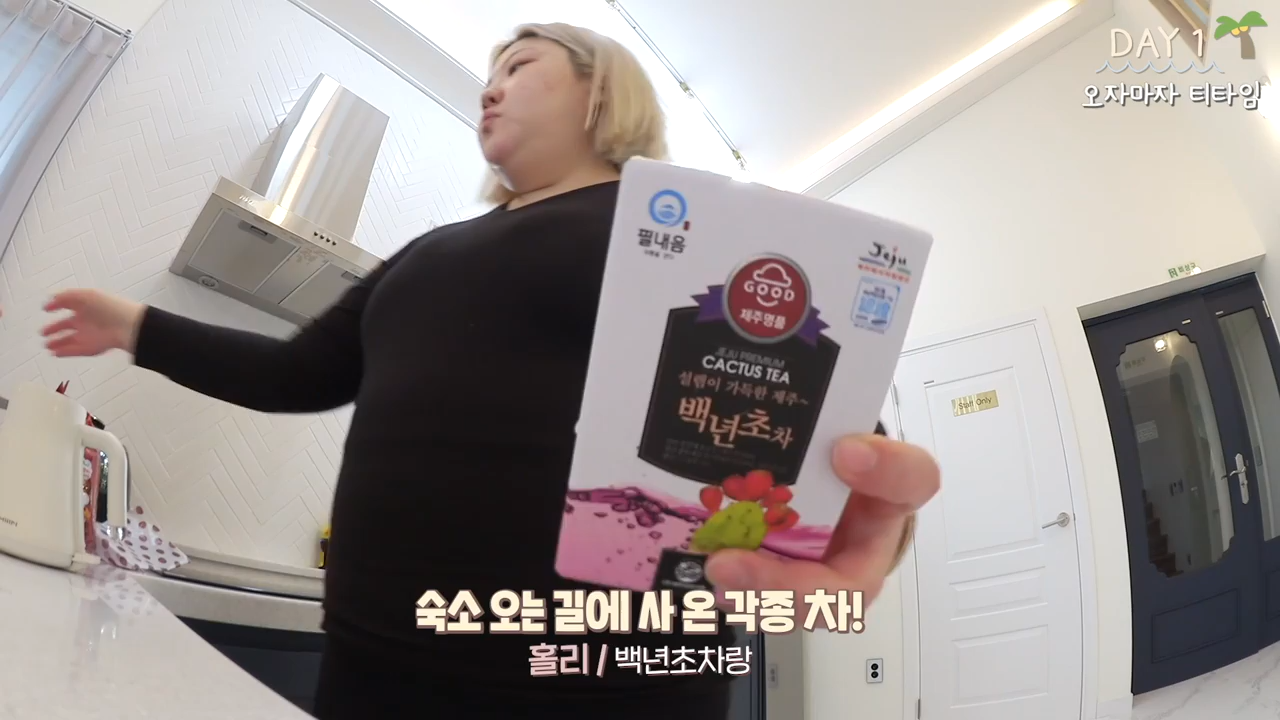 DAY 1
오자마자 티타임
필내음
Jeju
GOOD
제주명품
JEJU PREMIUM
CACTUS TEA
설렘이 가득한 제주~
백년초차
Staff Only
숙소 오는 길에 사 온 각종 차!
홀리 / 백년초차랑